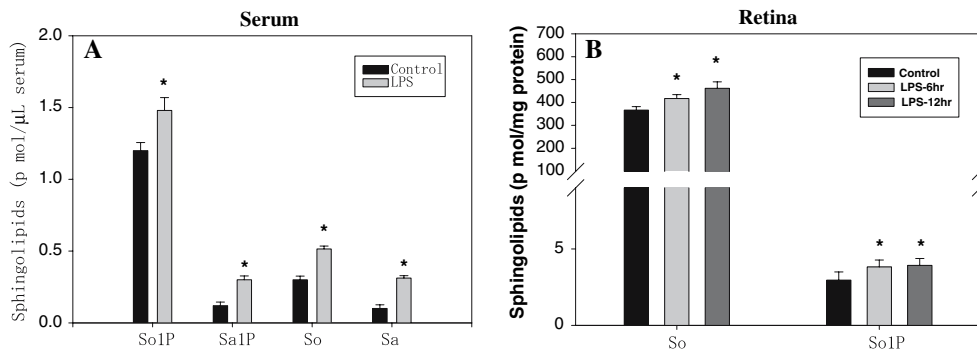 Serum
A
Sphingolipids (p mol/μL serum)
2.0
1.5
1.0
0.5
0.0
Control
LPS
*
*
*
*
So1P
Sa1P
So
Sa
Retina
B
Sphingolipids (p mol/mg protein)
700
600
500
400
300
200
100
5
0
Control
LPS-6hr
LPS-12hr
*
*
*
*
So
So1P